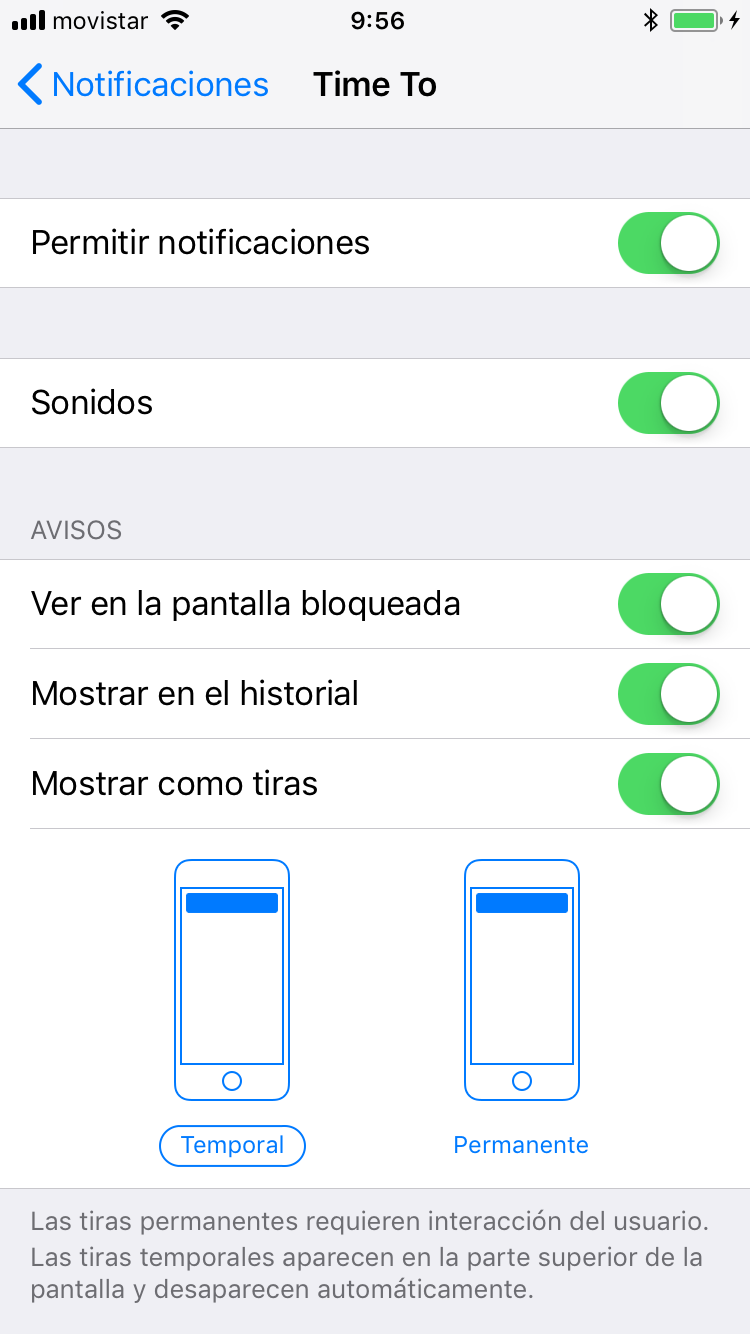 movistar 9:56
Notificaciones Time To
Permitir notificaciones
Sonidos
AVISOS
Ver en la pantalla bloqueada
Mostrar en el historial
Mostrar como tiras
Temporal Permanente
Las tiras permanentes requieren interacción del usuario.
Las tiras temporales aparecen en la parte superior de la
pantalla y desaparecen automáticamente.